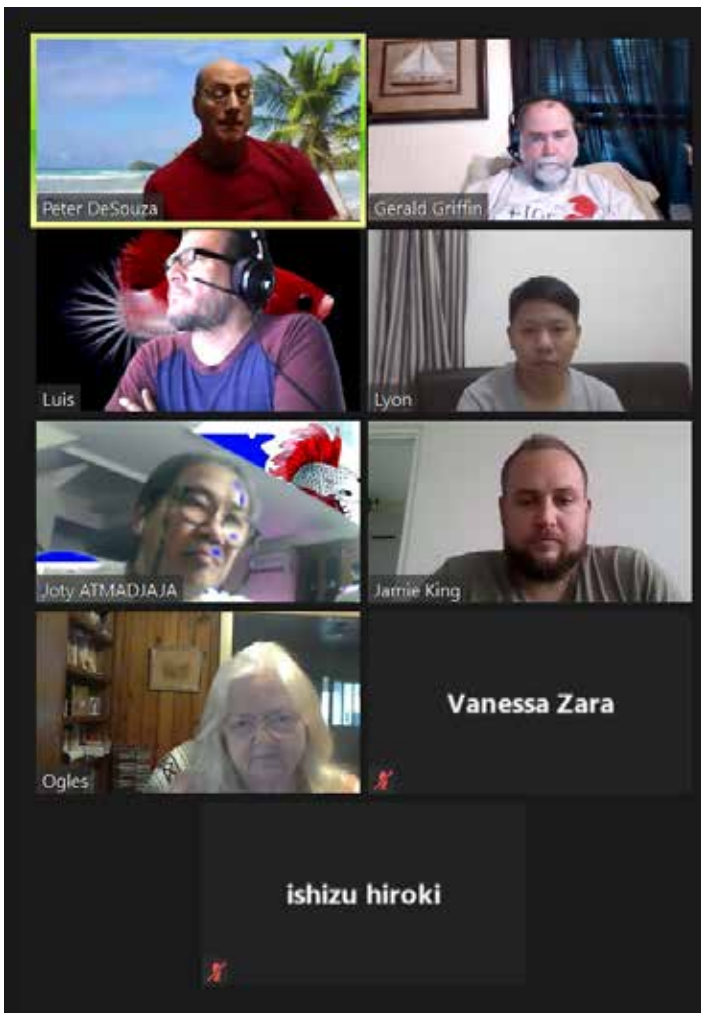 Peter DeSouza
Gerald Griffin
Luis
Lyon
Joty ATMADJAJA
Jamie King
Ogles
Vanessa Zara
ishizu hiroki